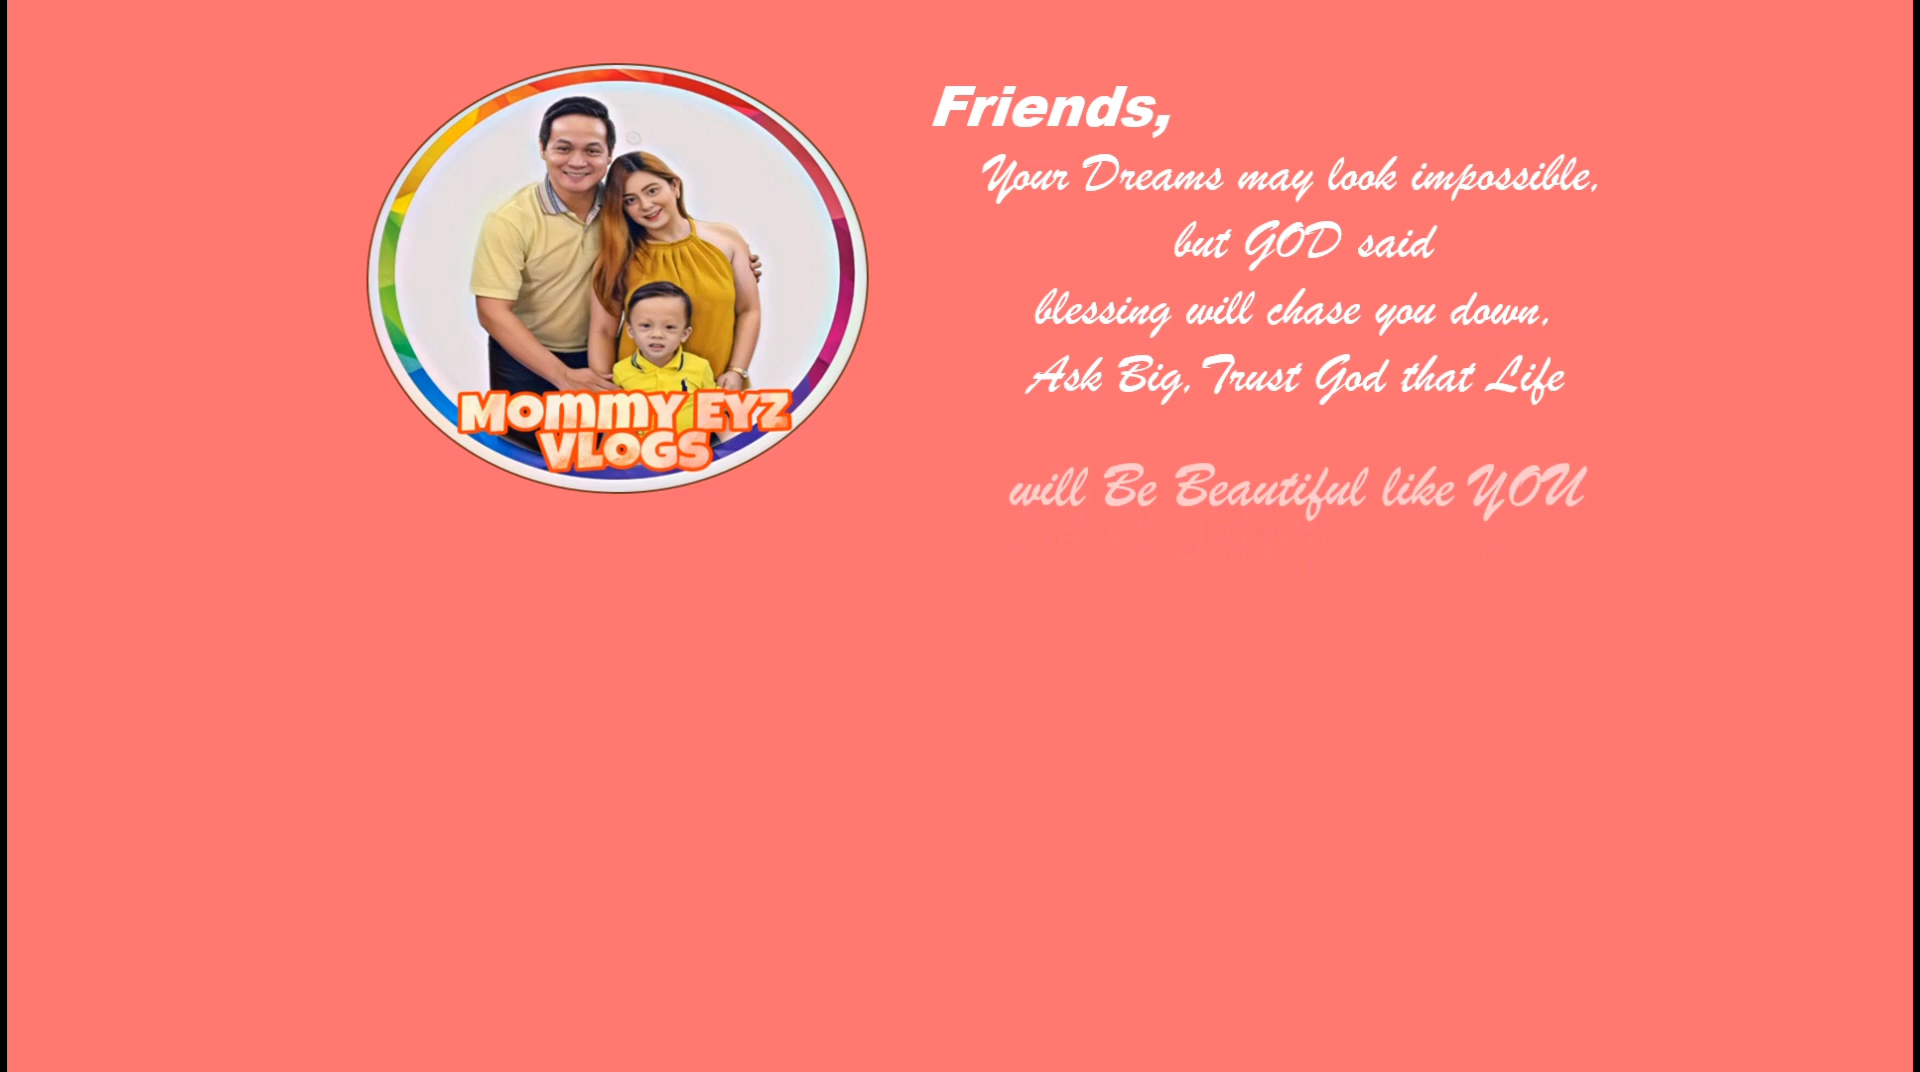 Friends,
Your Dreams may look impossible,
but GOD said
blessing will chase you down,
Ask Big, Trust God that Life
will Be Beautiful like YOU
MOMMY EYZ
VLOGS